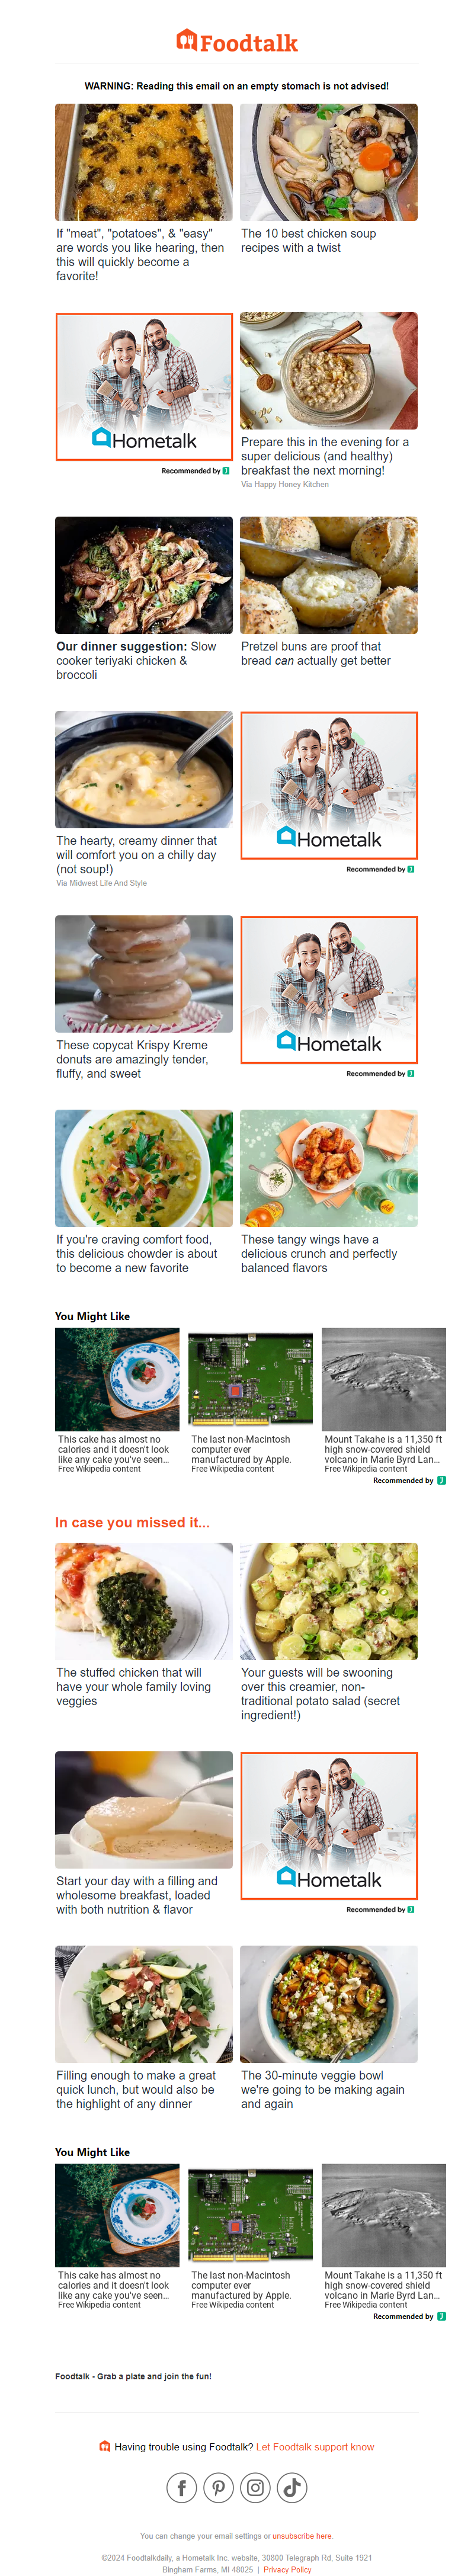 Foodtalk
WARNING: Reading this email on an empty stomach is not advised!
If "meat", "potatoes", & "easy"
are words you like hearing, then
this will quickly become a
favorite!
The 10 best chicken soup
recipes with a twist
Hometalk
Recommended by
Prepare this in the evening for a
super delicious (and healthy)
breakfast the next morning!
Via Happy Honey Kitchen
Our dinner suggestion: Slow
cooker teriyaki chicken &
broccoli
Pretzel buns are proof that
bread can actually get better
The hearty, creamy dinner that
will comfort you on a chilly day
(not soup!)
Via Midwest Life And Style
Hometalk
Recommended by
These copycat Krispy Kreme
donuts are amazingly tender,
fluffy, and sweet
Hometalk
Recommended by
If you're craving comfort food,
this delicious chowder is about
to become a new favorite
These tangy wings have a
delicious crunch and perfectly
balanced flavors
You Might Like
This cake has almost no
calories and it doesn't look
like any cake you've seen...
Free Wikipedia content
The last non-Macintosh
computer ever
manufactured by Apple.
Free Wikipedia content
Mount Takahe is a 11,350 ft
high snow-covered shield
volcano in Marie Byrd Lan...
Free Wikipedia content
Recommended by
In case you missed it...
The stuffed chicken that will
have your whole family loving
veggies
Your guests will be swooning
over this creamier, non-
traditional potato salad (secret
ingredient!)
Start your day with a filling and
wholesome breakfast, loaded
with both nutrition & flavor
Hometalk
Recommended by
Filling enough to make a great
quick lunch, but would also be
the highlight of any dinner
The 30-minute veggie bowl
we're going to be making again
and again
You Might Like
This cake has almost no
calories and it doesn't look
like any cake you've seen...
Free Wikipedia content
The last non-Macintosh
computer ever
manufactured by Apple.
Free Wikipedia content
Mount Takahe is a 11,350 ft
high snow-covered shield
volcano in Marie Byrd Lan...
Free Wikipedia content
Recommended by
Foodtalk - Grab a plate and join the fun!
Having trouble using Foodtalk? Let Foodtalk support know
You can change your email settings or unsubscribe here.
©2024 Foodtalkdaily, a Hometalk Inc. website, 30800 Telegraph Rd, Suite 1921
Bingham Farms, MI 48025 | Privacy Policy